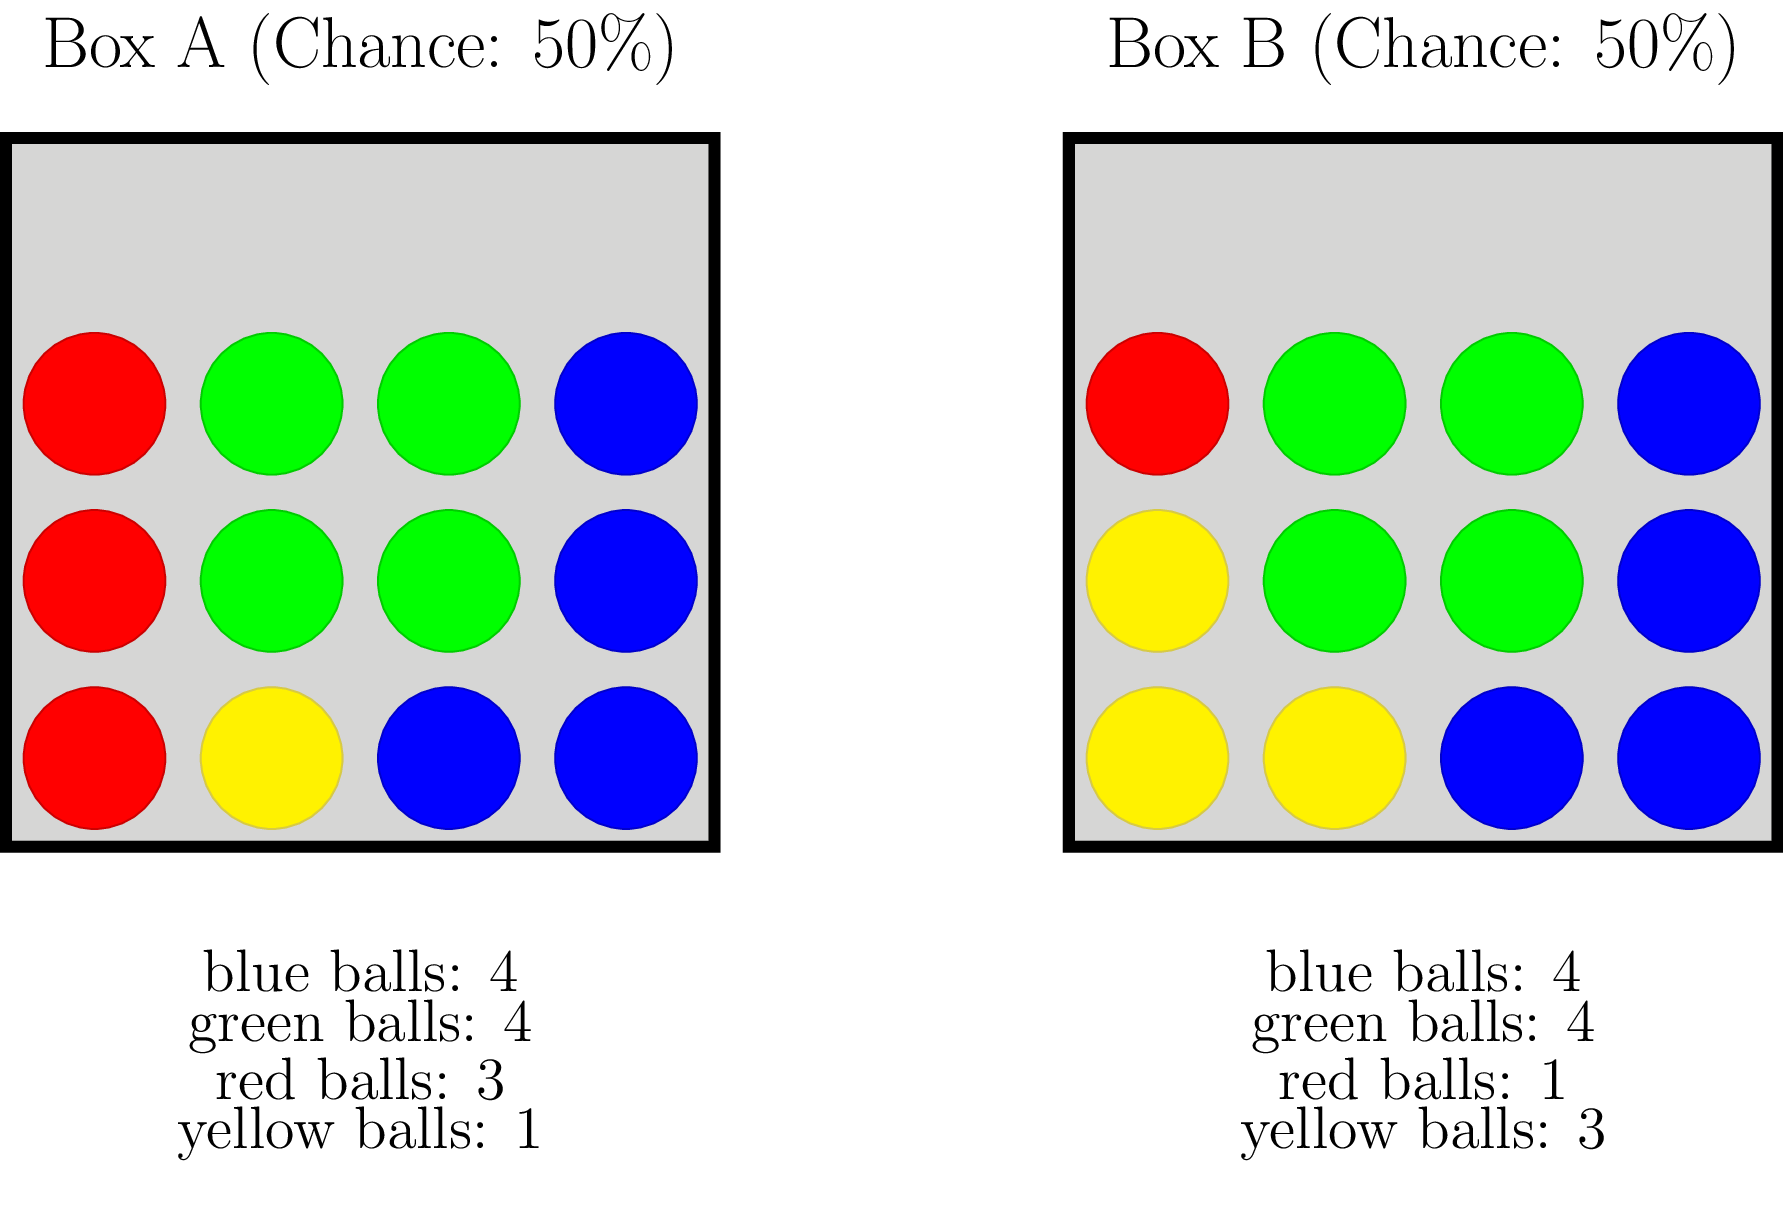 Box A (Chance: 50%)
Box B (Chance: 50%)
blue balls: 4
green balls: 4
red balls: 3
yellow balls: 1
blue balls: 4
green balls: 4
red balls: 1
yellow balls: 3